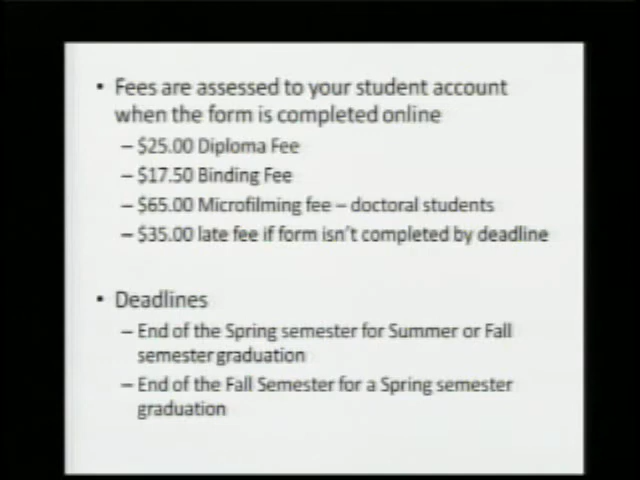 • Fees are assessed to your student account
when the form is completed online
– $25.00 Diploma Fee
– $17.50 Binding Fee
– $65.00 Microfilming fee – doctoral students
– $35.00 late fee if form isn't completed by deadline
• Deadlines
– End of the Spring semester for Summer or Fall
semester graduation
– End of the Fall Semester for a Spring semester
graduation